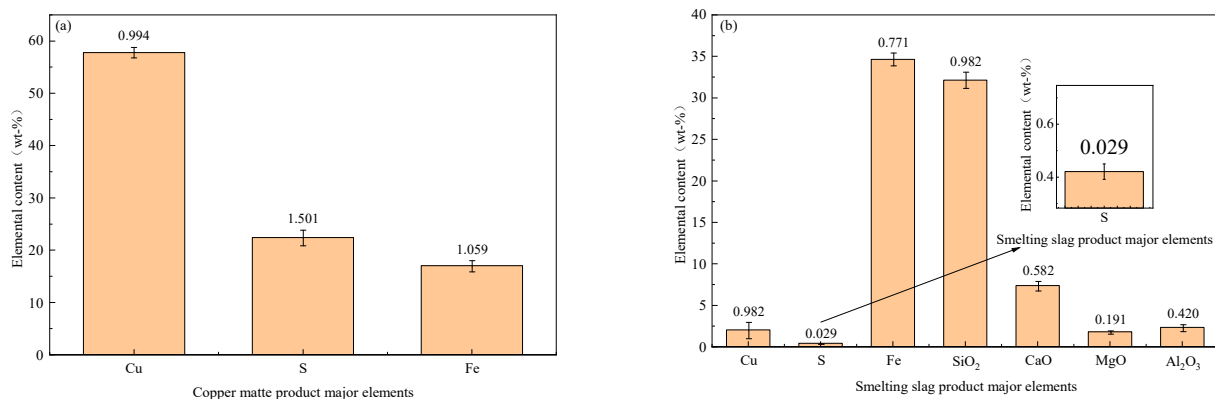 (a)
0.994
1.501
1.059
60
50
40
30
20
10
0
Elemental content（wt-%）
Cu
S
Fe
Copper matte product major elements
(b)
0.982
0.029
0.771
0.982
0.582
0.191
0.420
40
35
30
25
20
15
10
5
0
Elemental content（wt-%）
Cu
S
Fe
SiO₂
CaO
MgO
Al₂O₃
Smelting slag product major elements
0.6
0.4
Elemental content（wt-%）
0.029
S
Smelting slag product major elements